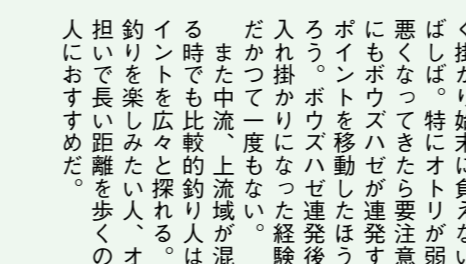 く掛かり始末に負えない
ばしば。特にオトリが弱
悪くなってきたら要注意
にもボウズハゼが連発す
ポイントを移動したほう
ろう。ボウズハゼ連発後
入れ掛かりになった経験
だかつて一度もない。
また中流、上流域が混
る時でも比較的釣り人は
イントを広々と探れる。
釣りを楽しみたい人、オ
担いで長い距離を歩くの
人におすすめだ。